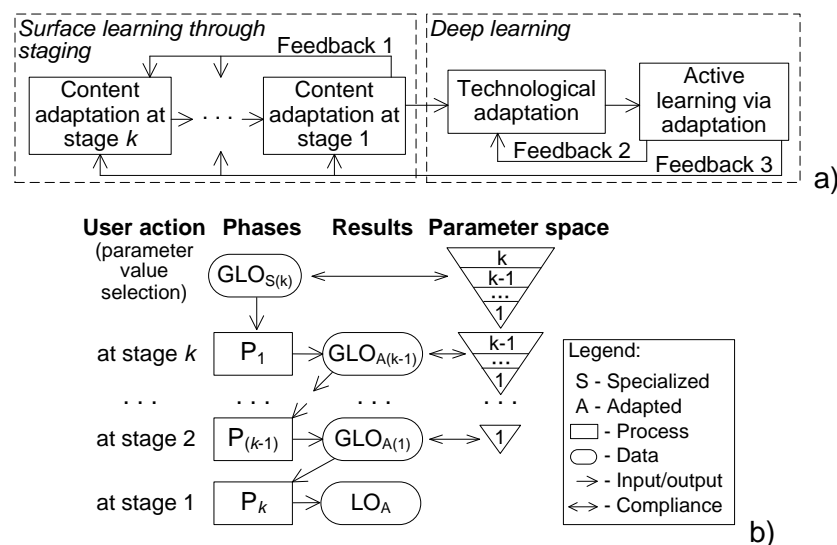 Surface learning through
staging
Feedback 1
Deep learning
Content
adaptation at
stage k
. . .
Content
adaptation at
stage 1
Technological
adaptation
Active
learning via
adaptation
Feedback 2
Feedback 3
a)
User action Phases Results Parameter space
(parameter
value
selection)
GLOS(k)
k
k-1
...
1
at stage k P1 GLOA(k-1)
k-1
...
1
. . . . . . . . . . . .
at stage 2 P(k-1) GLOA(1) 1
at stage 1 Pk LOA
Legend:
S - Specialized
A - Adapted
- Process
- Data
- Input/output
- Compliance
b)